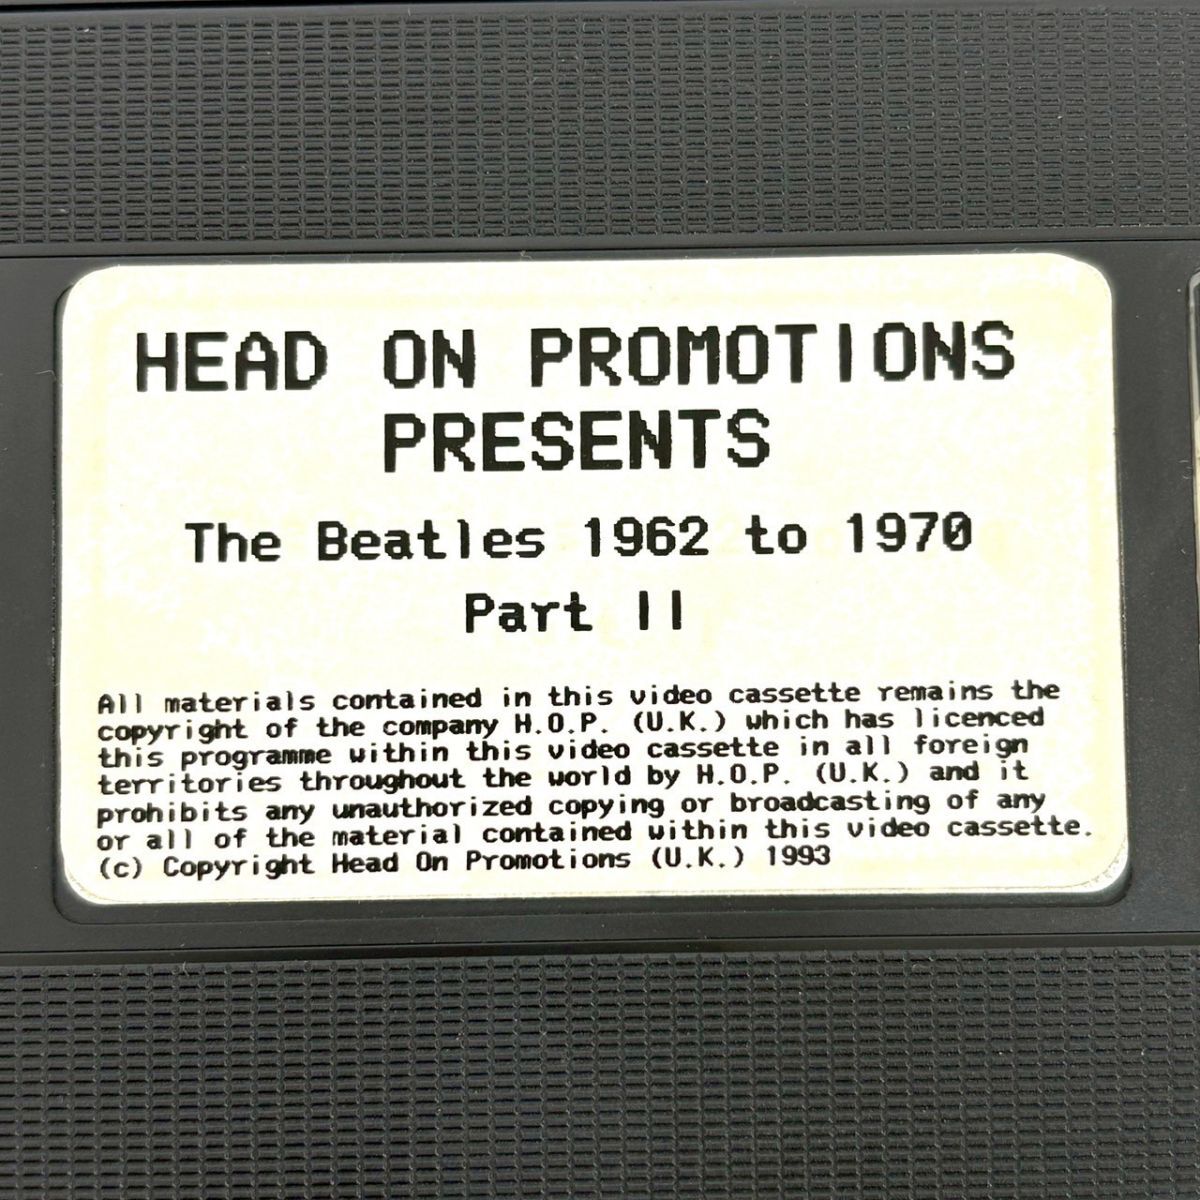 HEAD ON PROMOTIONS
PRESENTS
The Beatles 1962 to 1970
Part II
All materials contained in this video cassette remains the
copyright of the company H.O.P. (U.K.) which has licenced
this programme within this video cassette in all foreign
territories throughout the world by H.O.P. (U.K.) and it
prohibits any unauthorized copying or broadcasting of any
or all of the material contained within this video cassette.
(c) Copyright Head On Promotions (U.K.) 1993